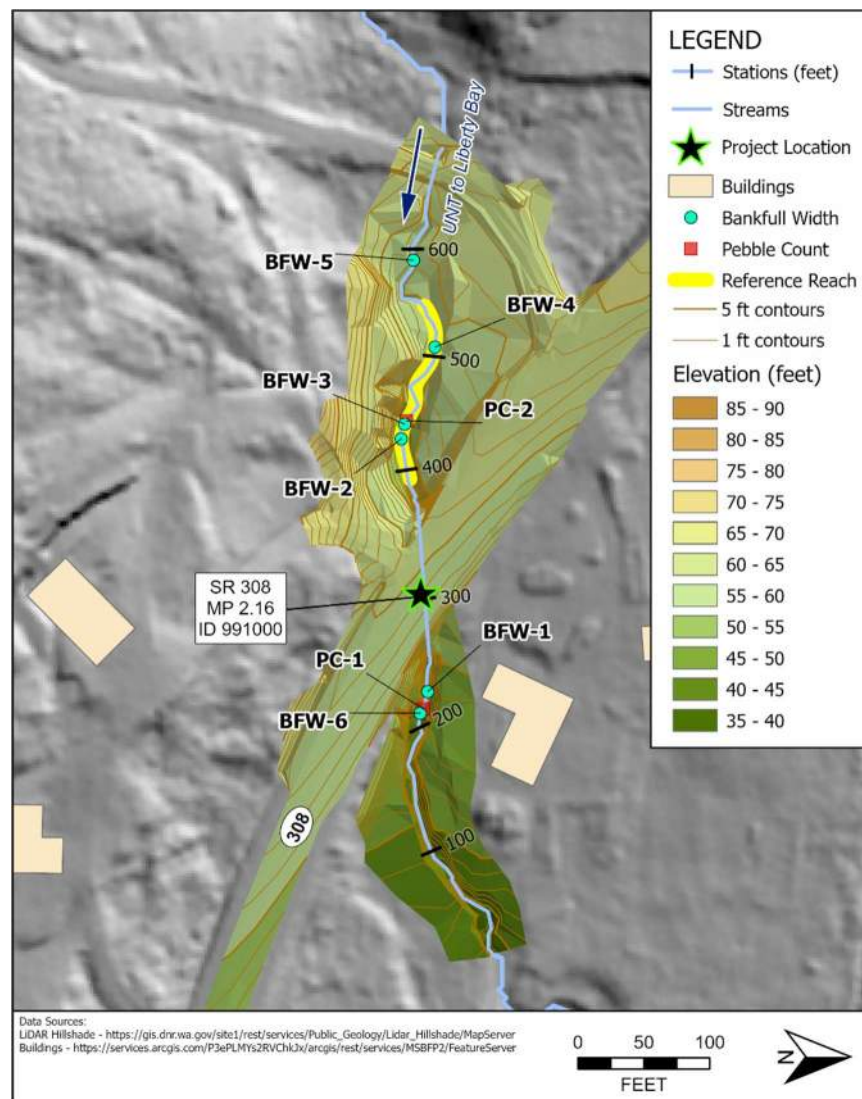 UNT to Liberty Bay
600
BFW-5
BFW-4
500
BFW-3
PC-2
400
BFW-2
SR 308
MP 2.16
ID 991000
300
BFW-1
PC-1
BFW-6
200
308
100
LEGEND
Stations (feet)
Streams
Project Location
Buildings
Bankfull Width
Pebble Count
Reference Reach
5 ft contours
1 ft contours
Elevation (feet)
85 - 90
80 - 85
75 - 80
70 - 75
65 - 70
60 - 65
55 - 60
50 - 55
45 - 50
40 - 45
35 - 40
Data Sources:
LiDAR Hillshade - https://gis.dnr.wa.gov/site1/rest/services/Public_Geology/Lidar_Hillshade/MapServer
Buildings - https://services.arcgis.com/P3ePLMYs2RVChkJx/arcgis/rest/services/MSBFP2/FeatureServer
0 50 100
FEET
N